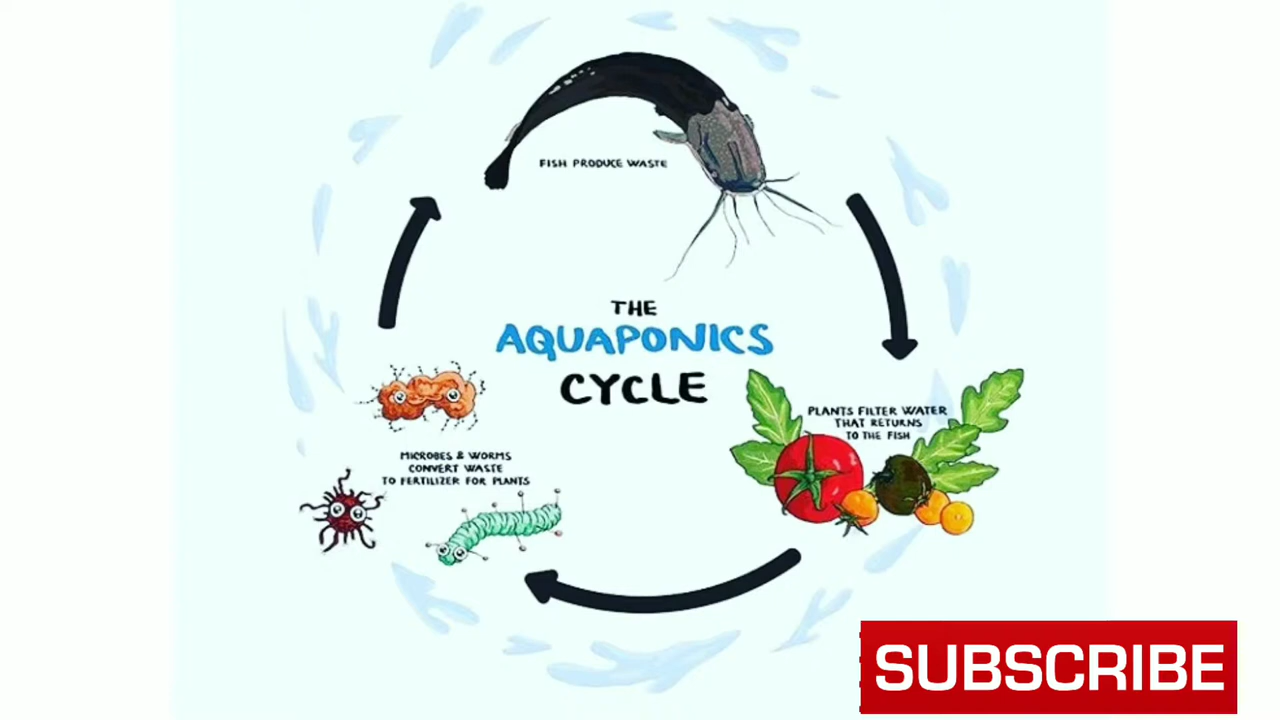 FISH PRODUCE WASTE
THE
AQUAPONICS
CYCLE
PLANTS FILTER WATER
THAT RETURNS
TO THE FISH
MICROBES & WORMS
CONVERT WASTE
TO FERTILIZER FOR PLANTS
SUBSCRIBE